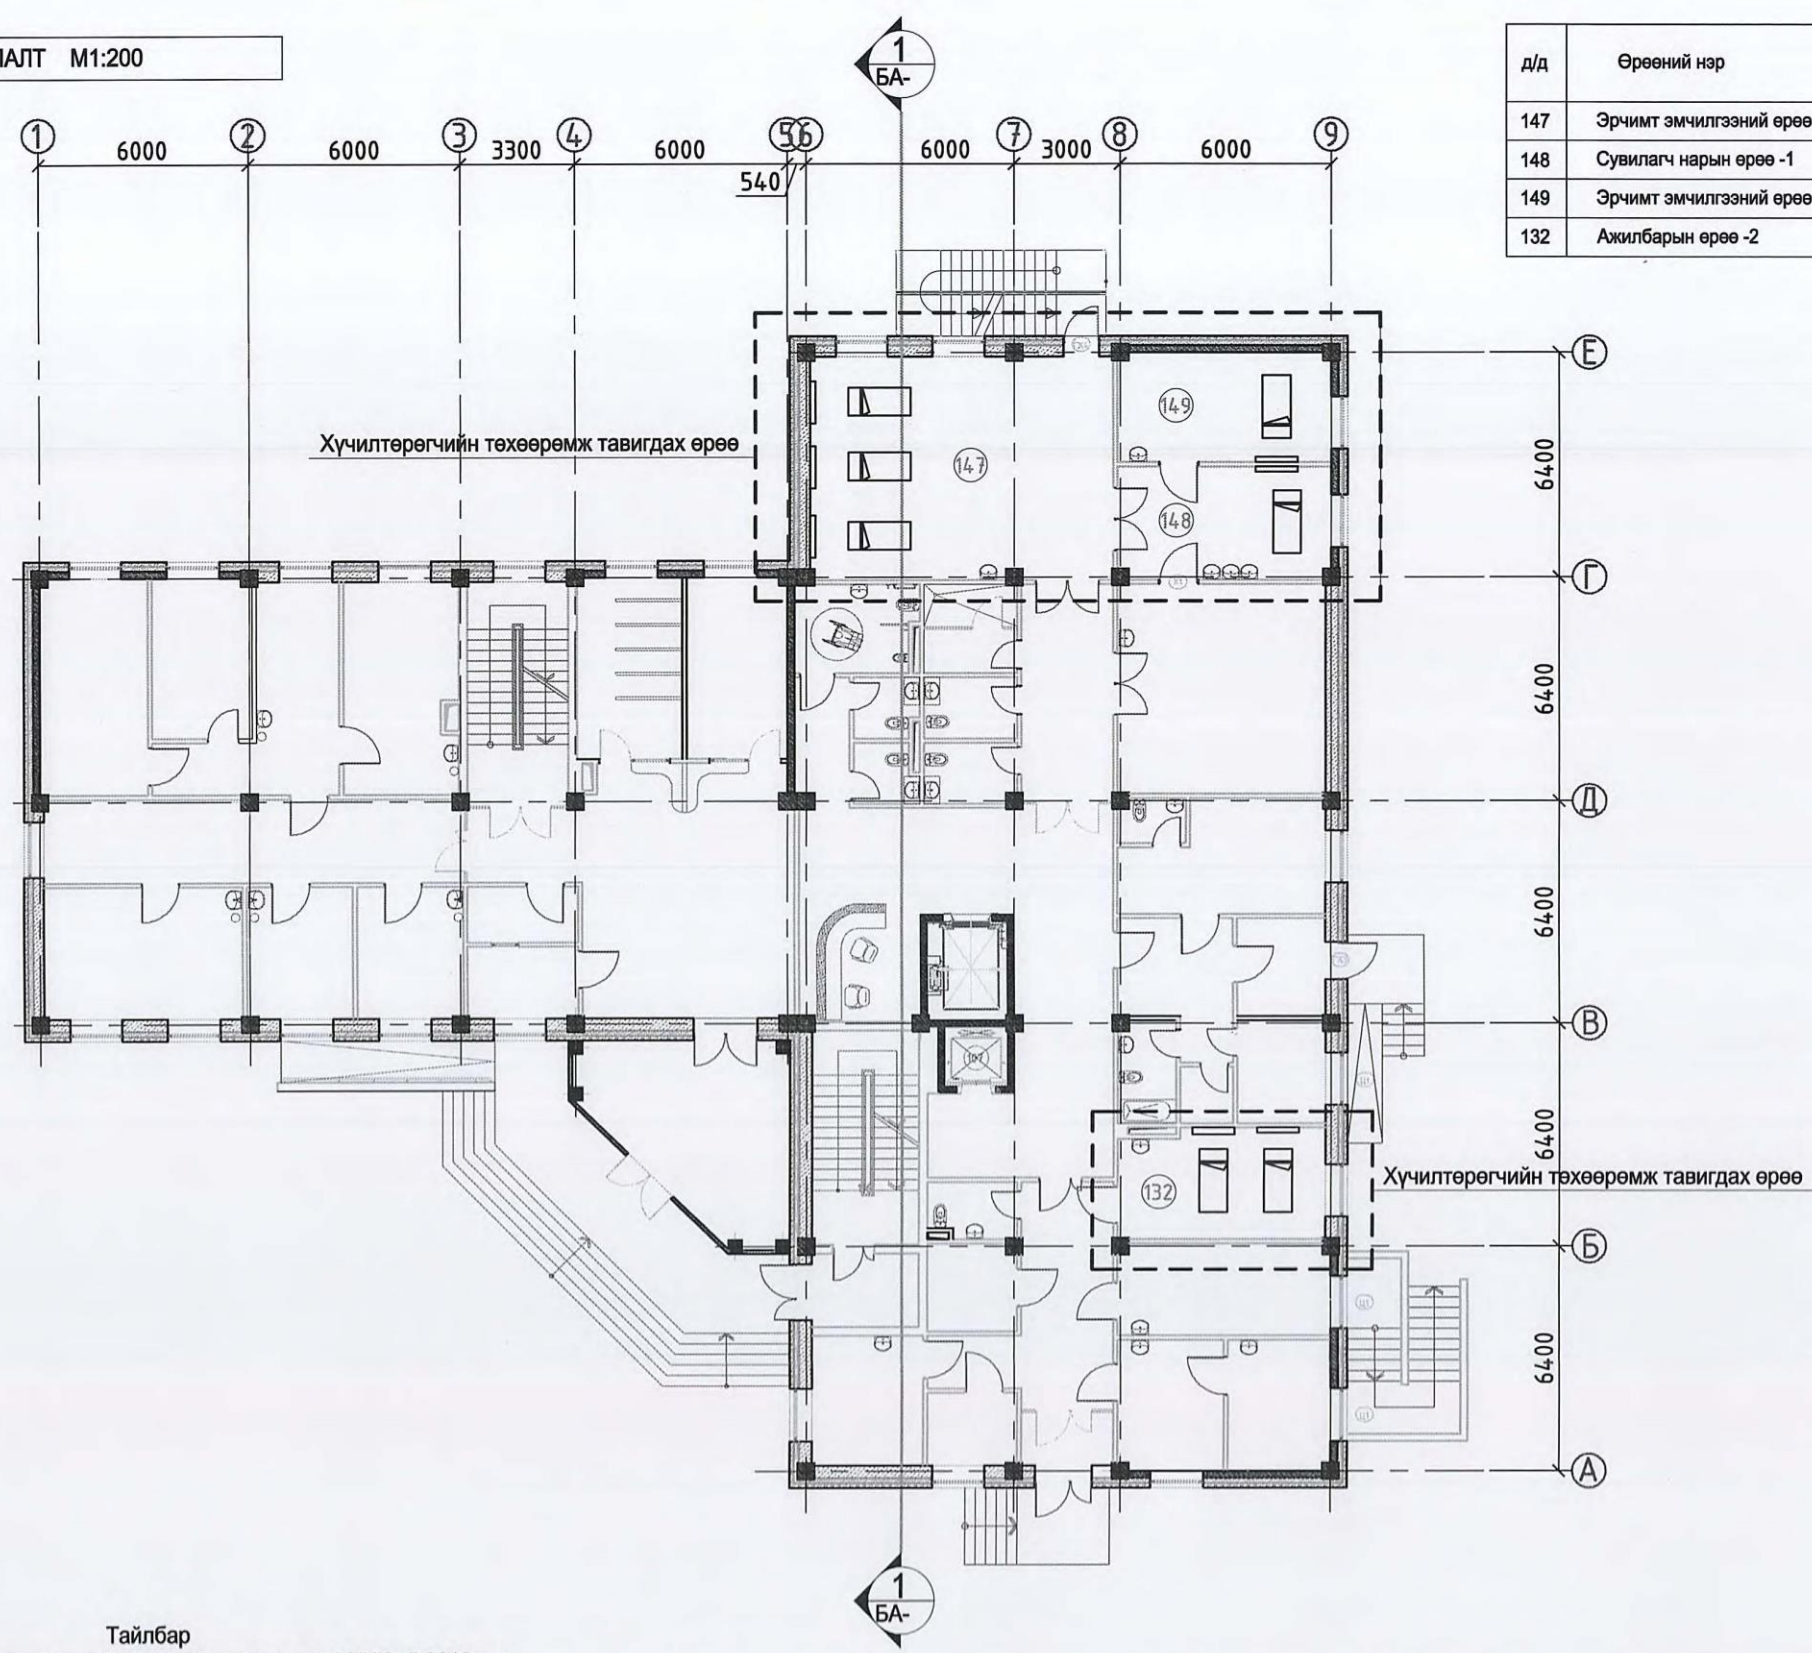 М1:200
1
БА-
д/д Өрөөний нэр
147 Эрчимт эмчилгээний өрөө
148 Сувилагч нарын өрөө -1
149 Эрчимт эмчилгээний өрөө
132 Ажилбарын өрөө -2
1 2 3 4 5 6 7 8 9
6000 6000 3300 6000 6000 3000 6000
540
Е
149
Хүчилтөрөгчийн төхөөрөмж тавигдах өрөө
147
6400
148
Г
6400
Д
6400
В
6400
Хүчилтөрөгчийн төхөөрөмж тавигдах өрөө
132
Б
6400
А
1
БА-
Тайлбар